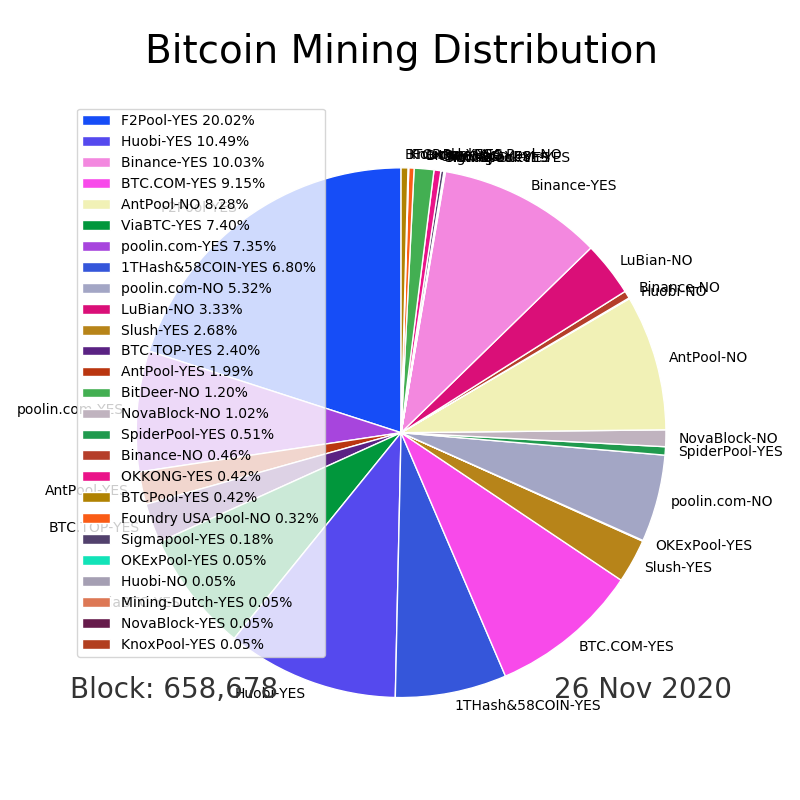 Bitcoin Mining Distribution
F2Pool-YES 20.02%
Huobi-YES 10.49%
Binance-YES 10.03%
BTC.COM-YES 9.15%
AntPool-NO 8.28%
ViaBTC-YES 7.40%
poolin.com-YES 7.35%
1THash&58COIN-YES 6.80%
poolin.com-NO 5.32%
LuBian-NO 3.33%
Slush-YES 2.68%
BTC.TOP-YES 2.40%
AntPool-YES 1.99%
BitDeer-NO 1.20%
NovaBlock-NO 1.02%
SpiderPool-YES 0.51%
Binance-NO 0.46%
OKKONG-YES 0.42%
BTCPool-YES 0.42%
Foundry USA Pool-NO 0.32%
Sigmapool-YES 0.18%
OKExPool-YES 0.05%
Huobi-NO 0.05%
Mining-Dutch-YES 0.05%
NovaBlock-YES 0.05%
KnoxPool-YES 0.05%
Binance-YES
LuBian-NO
Binance-NO
Huobi-NO
AntPool-NO
NovaBlock-NO
SpiderPool-YES
poolin.com-NO
OKExPool-YES
Slush-YES
BTC.COM-YES
1THash&58COIN-YES
Huobi-YES
BTC.TOP-YES
AntPool-YES
poolin.com-YES
F2Pool-YES
Block: 658,678
26 Nov 2020